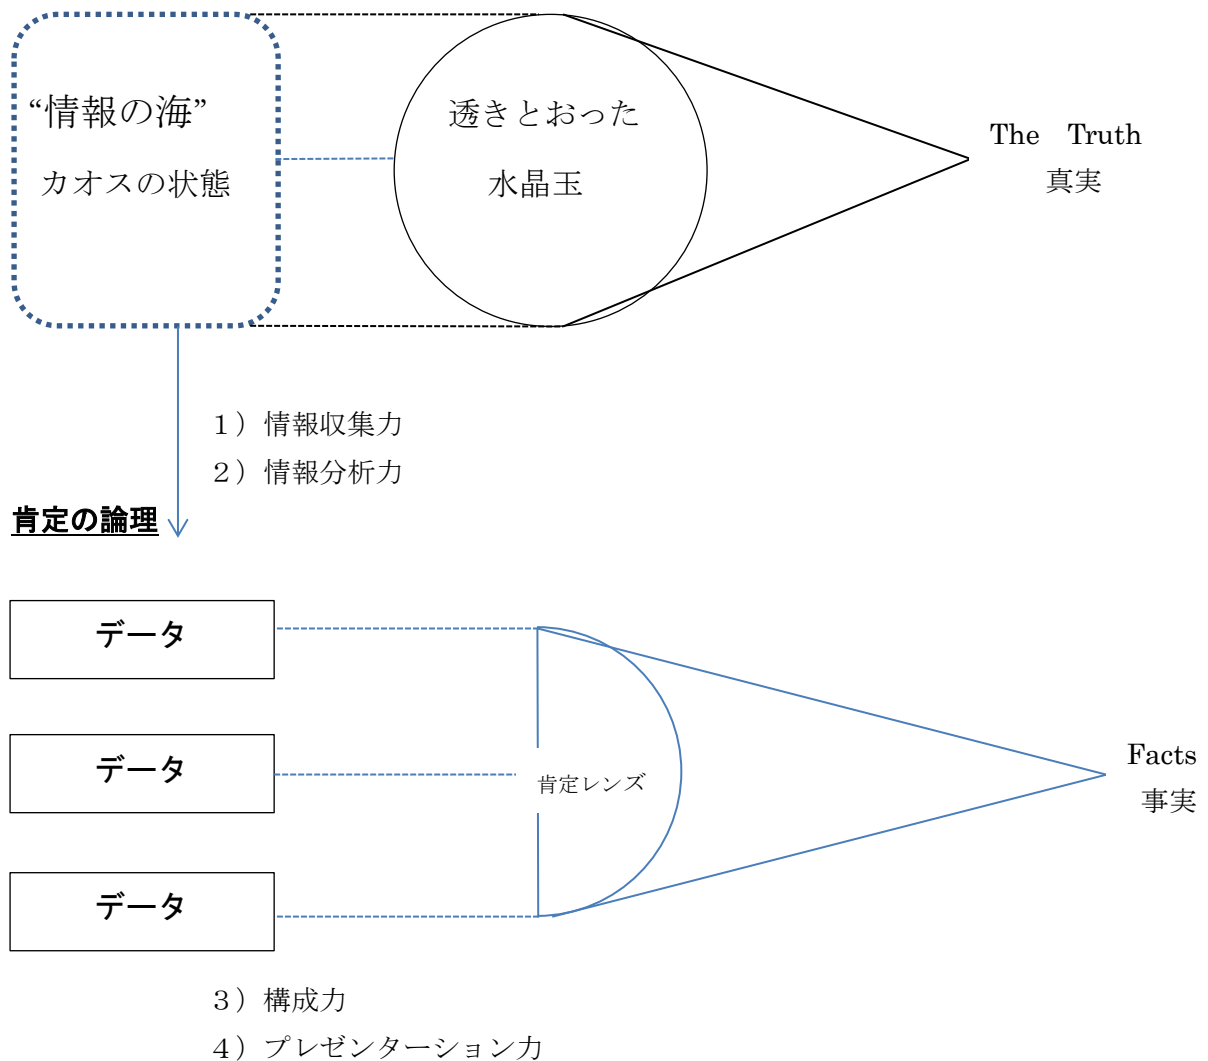 “情報の海”
カオスの状態
透きとおった
水晶玉
The　Truth
真実
１）情報収集力
２）情報分析力
肯定の論理
データ
データ
データ
肯定レンズ
Facts
事実
３）構成力
４）プレゼンターション力